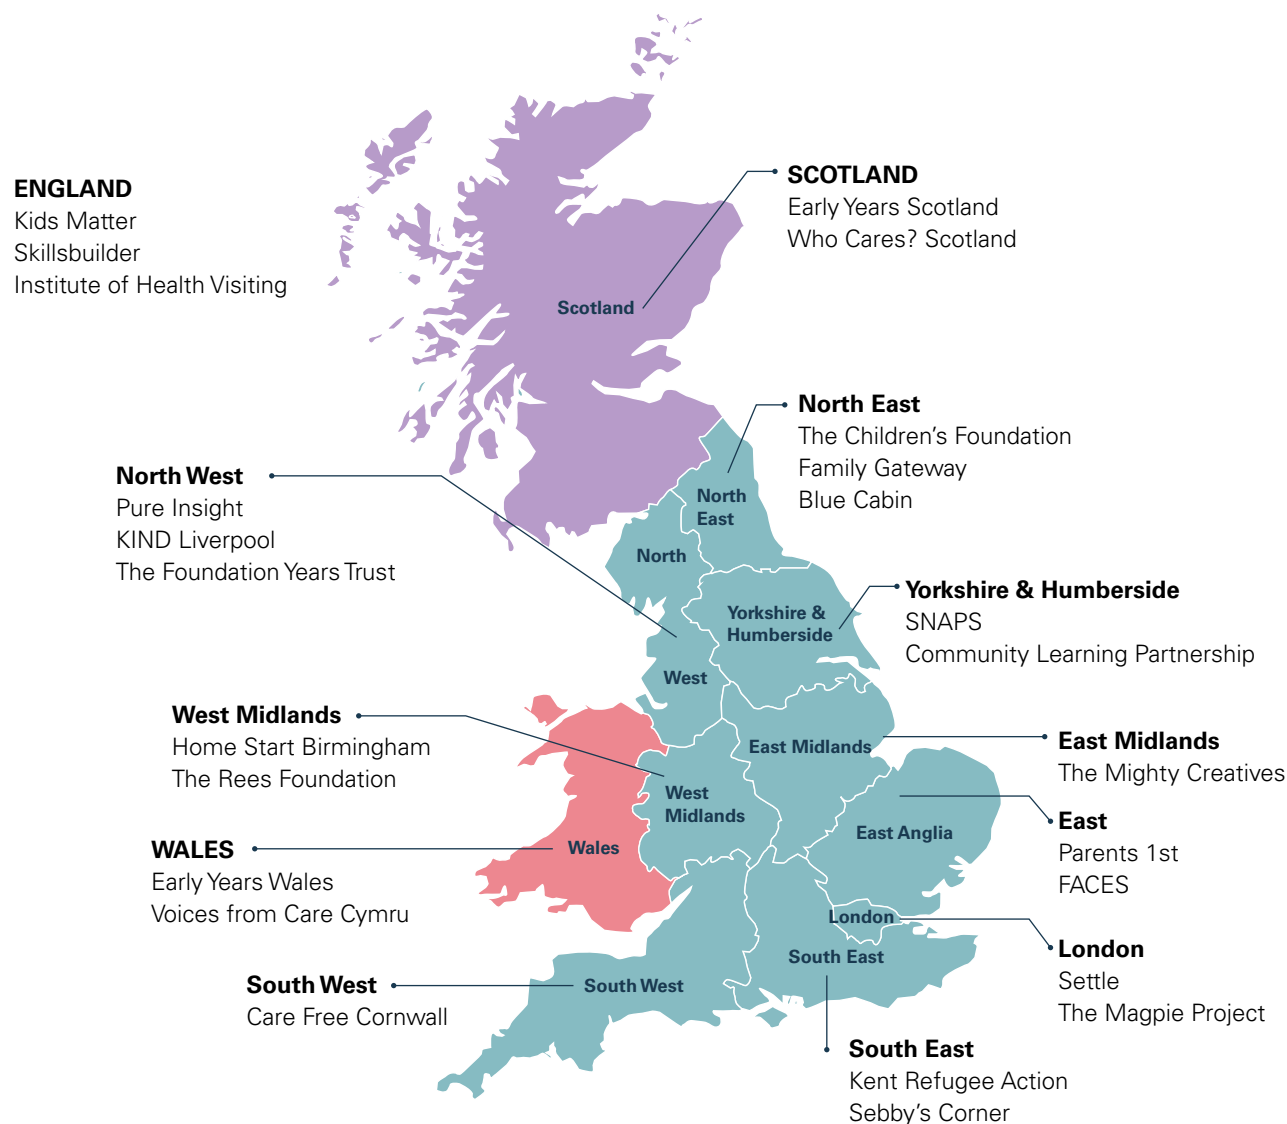 ENGLAND
Kids Matter
Skillsbuilder
Institute of Health Visiting
SCOTLAND
Early Years Scotland
Who Cares? Scotland
Scotland
North East
The Children's Foundation
Family Gateway
Blue Cabin
North West
Pure Insight
KIND Liverpool
The Foundation Years Trust
North
East
North
West
Yorkshire &
Humberside
Yorkshire & Humberside
SNAPS
Community Learning Partnership
West Midlands
Home Start Birmingham
The Rees Foundation
East Midlands
East Midlands
The Mighty Creatives
West
Midlands
East Anglia
East
Parents 1st
FACES
WALES
Early Years Wales
Voices from Care Cymru
Wales
London
London
Settle
The Magpie Project
South West
Care Free Cornwall
South West
South East
South East
Kent Refugee Action
Sebby's Corner